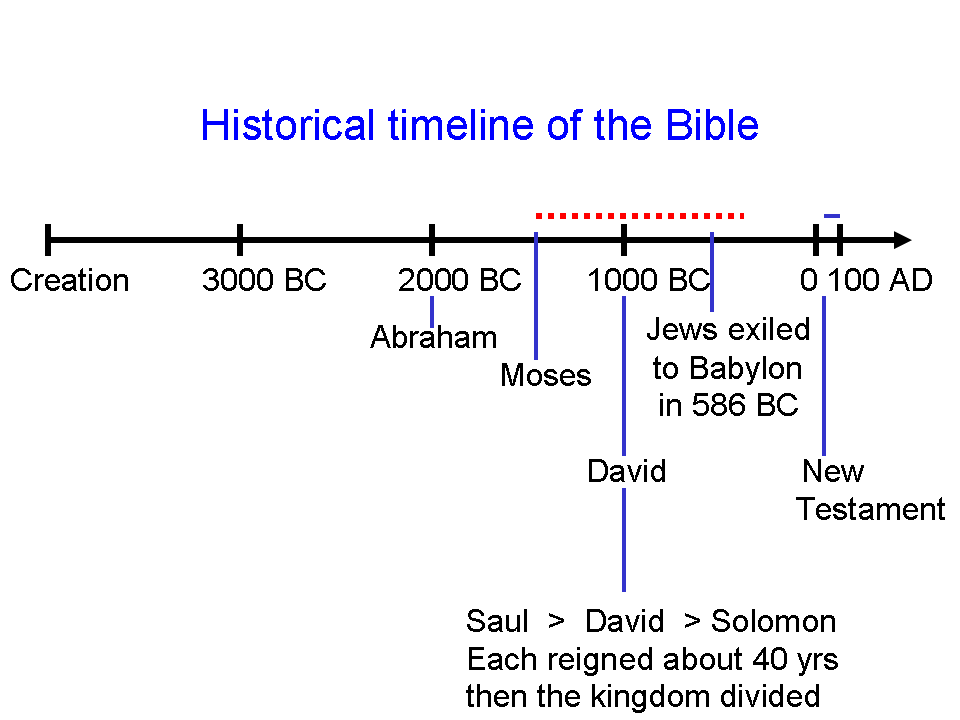 Historical timeline of the Bible
Creation 3000 BC 2000 BC 1000 BC 0 100 AD
Abraham
Moses
Jews exiled
to Babylon
in 586 BC
David
New
Testament
Saul > David > Solomon
Each reigned about 40 yrs
then the kingdom divided